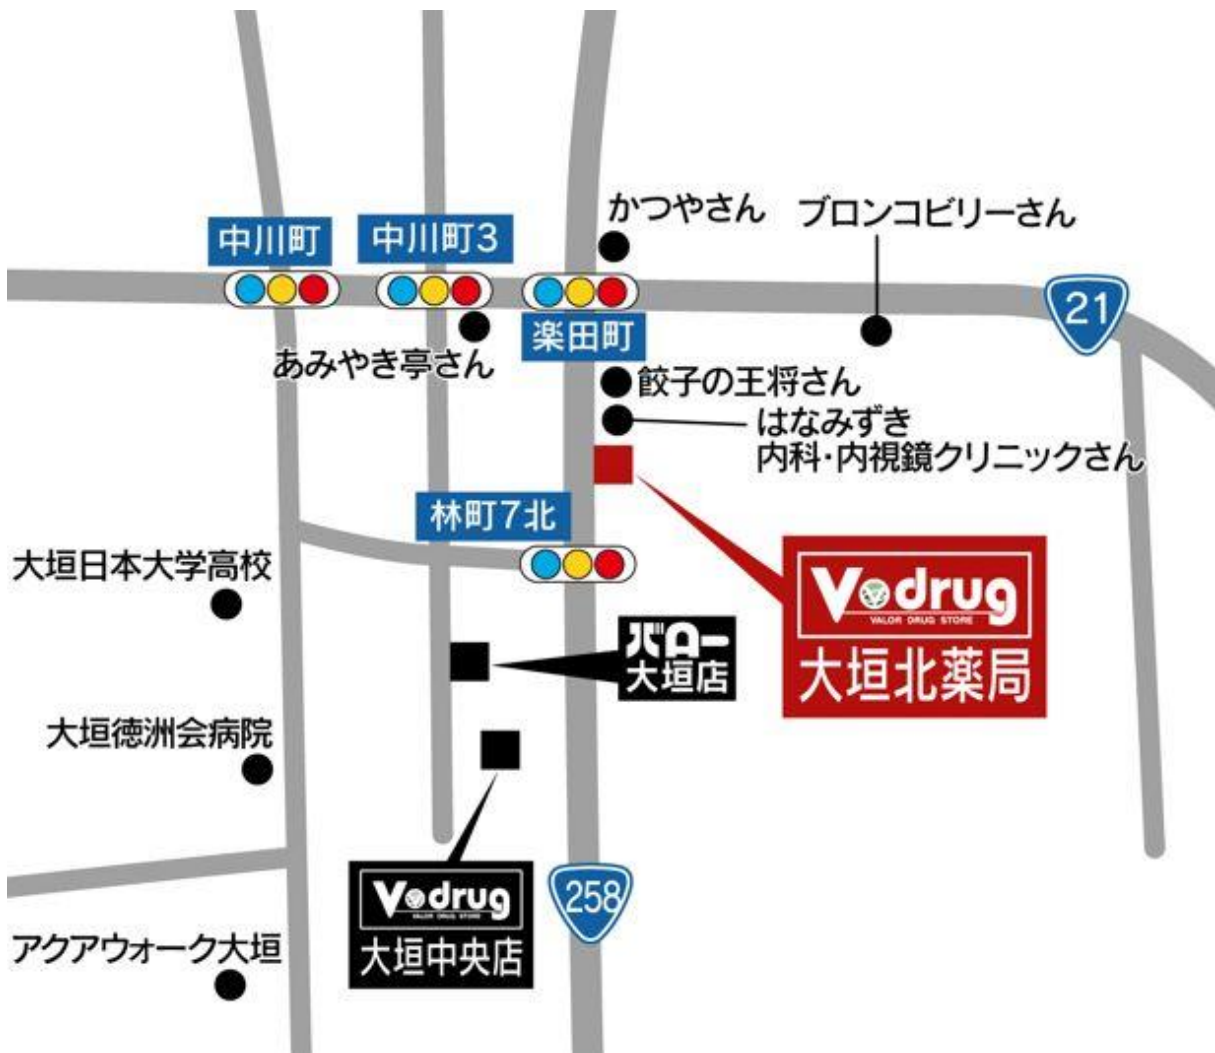 かつやさん
ブロンコビリーさん
中川町
中川町3
楽田町
21
あみやき亭さん
餃子の王将さん
はなみずき
内科・内視鏡クリニックさん
林町7北
大垣日本大学高校
V drug
VALOR DRUG STORE
大垣北薬局
バロー
大垣店
大垣徳洲会病院
V drug
VALOR DRUG STORE
大垣中央店
258
アクアウォーク大垣